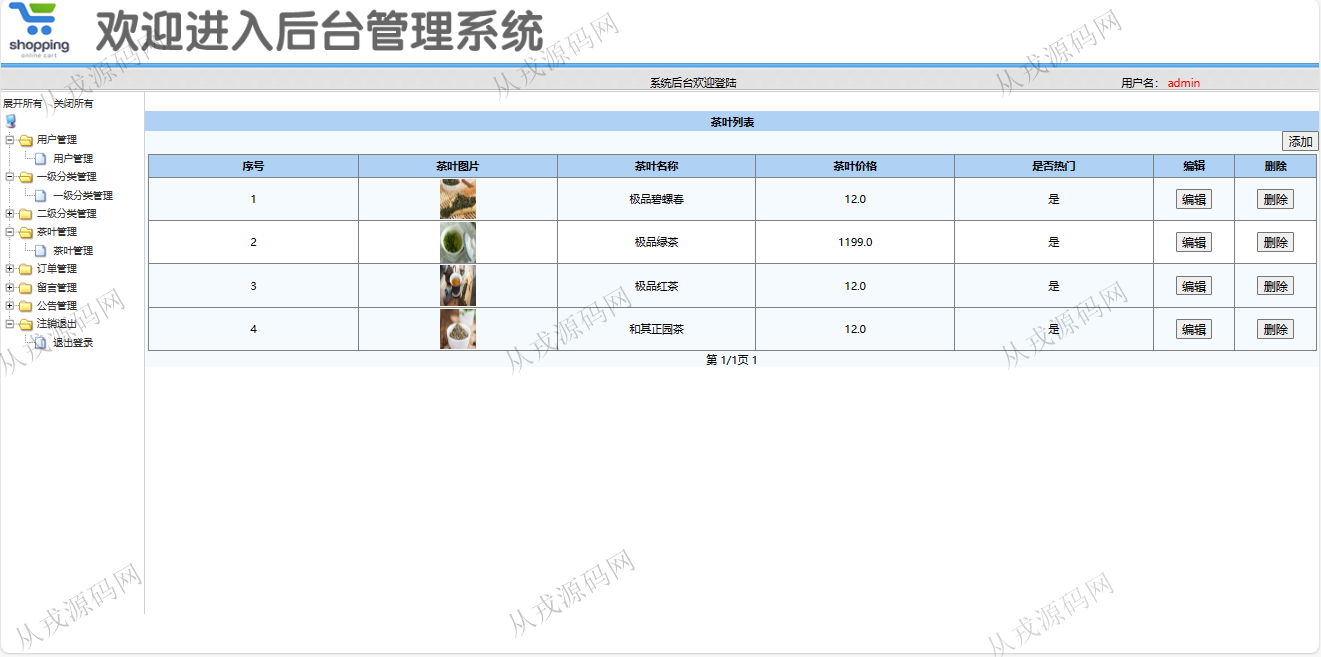 shopping
online cart
欢迎进入后台管理系统
系统后台欢迎登陆
用户名： admin
展开所有 关闭所有
用户管理
用户管理
一级分类管理
一级分类管理
二级分类管理
茶叶管理
茶叶管理
订单管理
留言管理
公告管理
注销退出
退出登录
茶叶列表
添加
序号 茶叶图片 茶叶名称 茶叶价格 是否热门 编辑 删除
1 极品碧螺春 12.0 是 编辑 删除
2 极品绿茶 1199.0 是 编辑 删除
3 极品红茶 12.0 是 编辑 删除
4 和其正园茶 12.0 是 编辑 删除
第 1/1页 1
从戎源码网
从戎源码网
从戎源码网
从戎源码网
从戎源码网
从戎源码网
从戎源码网
从戎源码网
从戎源码网